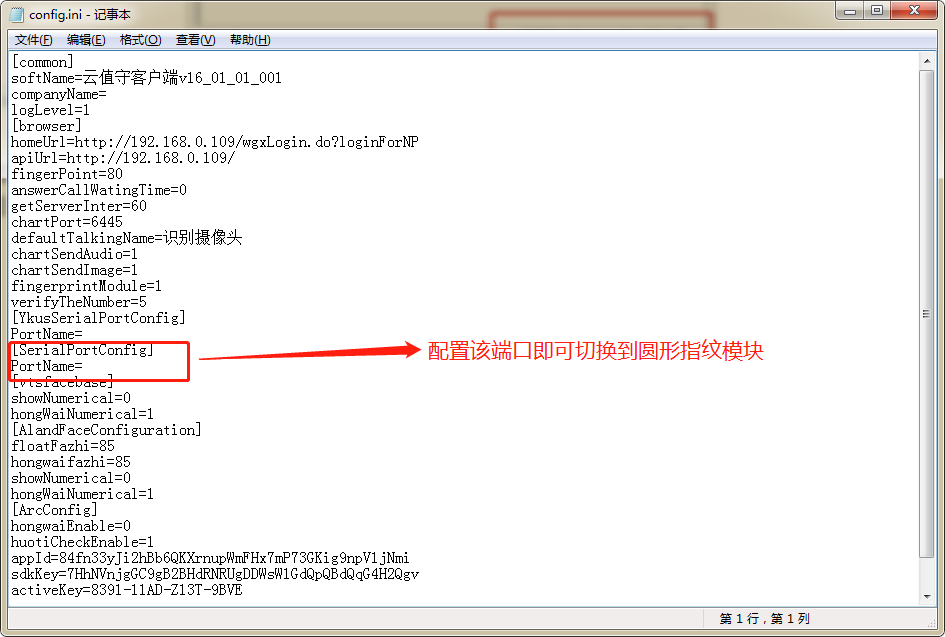 config.ini - 记事本
文件(F) 编辑(E) 格式(O) 查看(V) 帮助(H)
[common]
softName=云值守客户端v16_01_01_001
companyName=
logLevel=1
[browser]
homeUrl=http://192.168.0.109/wgxLogin.do?loginForNP
apiUrl=http://192.168.0.109/
fingerPoint=80
answerCallWatingTime=0
getServerInter=60
chartPort=6445
defaultTalkingName=识别摄像头
chartSendAudio=1
chartSendImage=1
fingerprintModule=1
verifyTheNumber=5
[YkusSerialPortConfig]
PortName=
[SerialPortConfig]
PortName=
配置该端口即可切换到圆形指纹模块
[vtsfacebase]
showNumerical=0
hongWaiNumerical=1
[AlandFaceConfiguration]
floatFazhi=85
hongwaifazhi=85
showNumerical=0
hongWaiNumerical=1
[ArcConfig]
hongwaiEnable=0
huotiCheckEnable=1
appId=84fn33yJi2hBb6QKXrnupWmFHx7mP73GKig9npV1jNmi
sdkKey=7HhNVnjgGC9gB2BHdRNRUgDDWsW1GdQpQBdQqG4H2Qgv
activeKey=8391-11AD-Z13T-9BVE
第 1 行，第 1 列